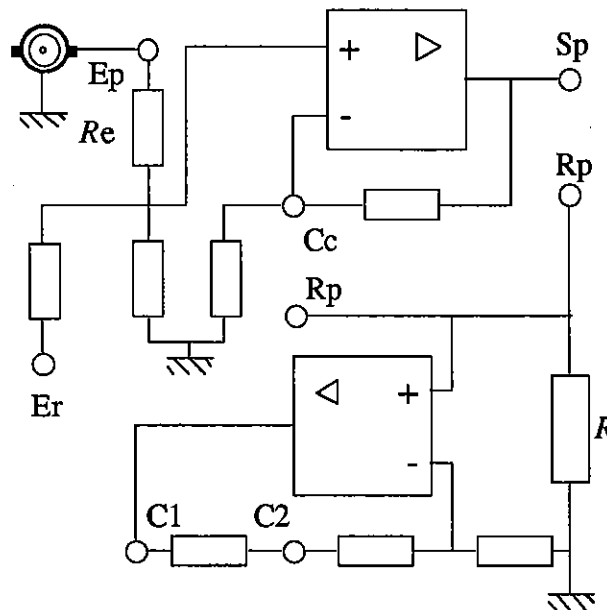 Sp
Ep
+
-
Re
Rp
Cc
Rp
Er
+
-
R
C1
C2